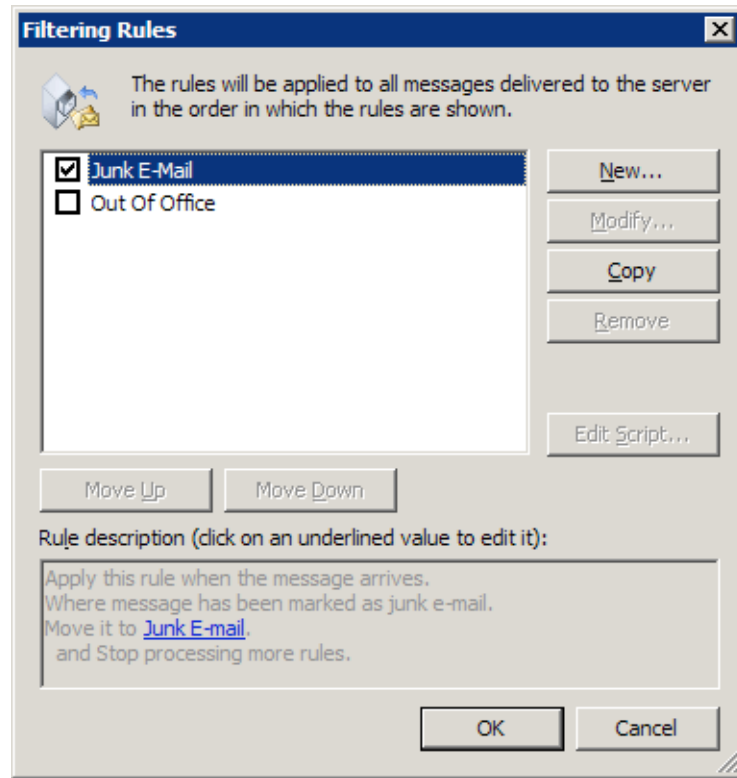 Filtering Rules
The rules will be applied to all messages delivered to the server
in the order in which the rules are shown.
Junk E-Mail
Out Of Office
New...
Modify...
Copy
Remove
Edit Script...
Move Up
Move Down
Rule description (click on an underlined value to edit it):
Apply this rule when the message arrives.
Where message has been marked as junk e-mail.
Move it to Junk E-mail.
and Stop processing more rules.
OK
Cancel